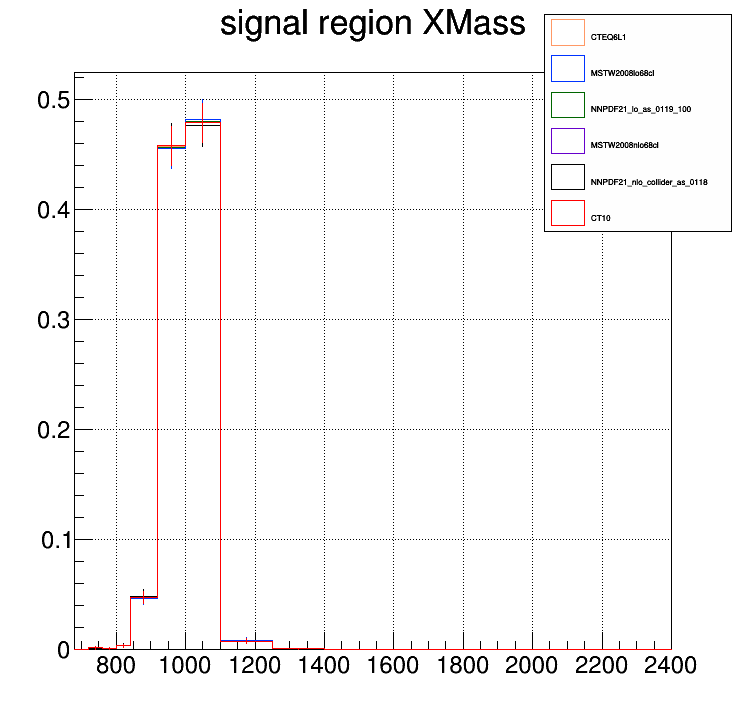 signal region XMass
CTEQ6L1
MSTW2008lo68cl
NNPDF21_lo_as_0119_100
MSTW2008nlo68cl
NNPDF21_nlo_collider_as_0118
CT10
0.5
0.4
0.3
0.2
0.1
0
800 1000 1200 1400 1600 1800 2000 2200 2400